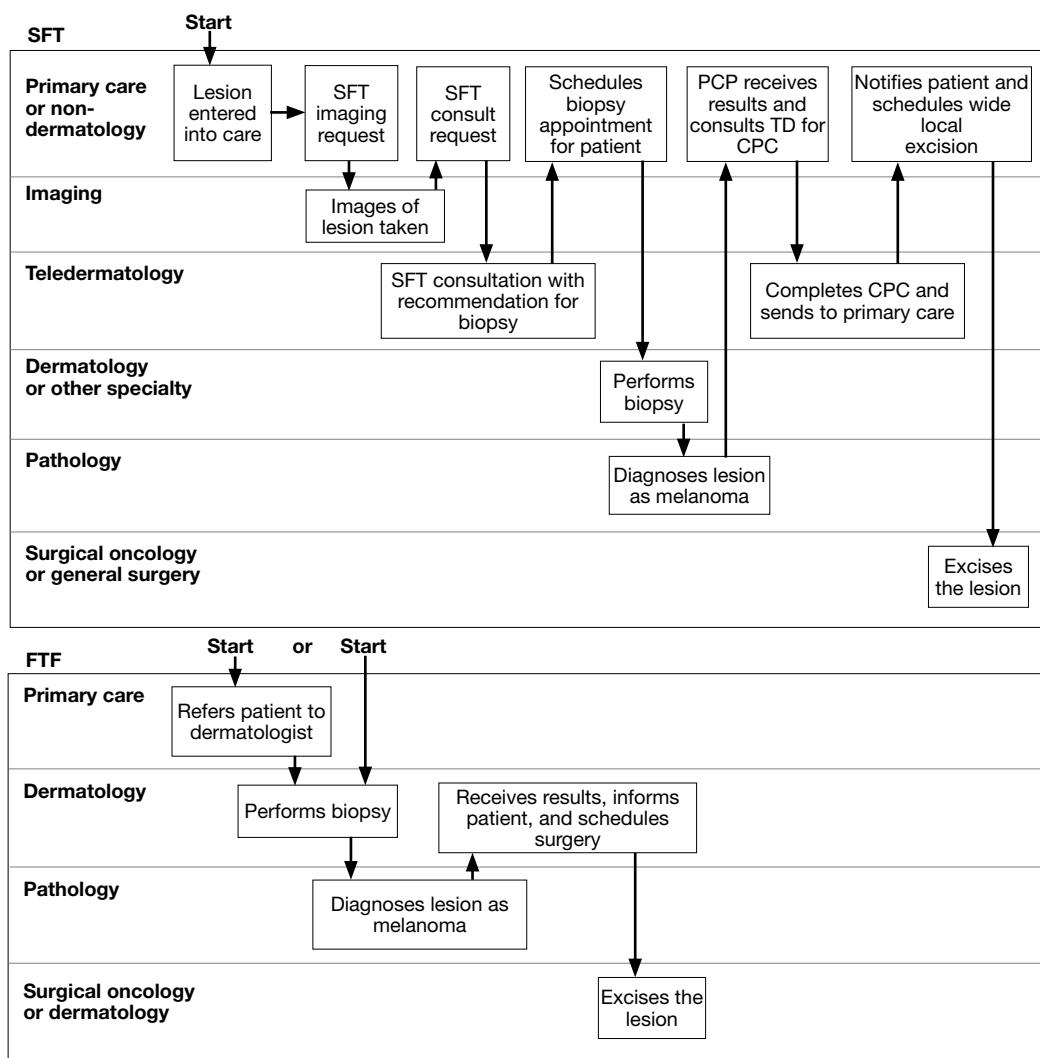 Start
SFT
Primary care
or non-
dermatology
Lesion
entered
into care
SFT
imaging
request
SFT
consult
request
Schedules
biopsy
appointment
for patient
PCP receives
results and
consults TD for
CPC
Notifies patient and
schedules wide
local
excision
Imaging
Images of
lesion taken
Teledermatology
SFT consultation with
recommendation for
biopsy
Completes CPC and
sends to primary care
Dermatology
or other specialty
Performs
biopsy
Pathology
Diagnoses lesion
as melanoma
Surgical oncology
or general surgery
Excises
the lesion
Start or Start
FTF
Primary care
Refers patient to
dermatologist
Dermatology
Performs biopsy
Receives results, informs
patient, and schedules
surgery
Pathology
Diagnoses lesion as
melanoma
Surgical oncology
or dermatology
Excises the
lesion